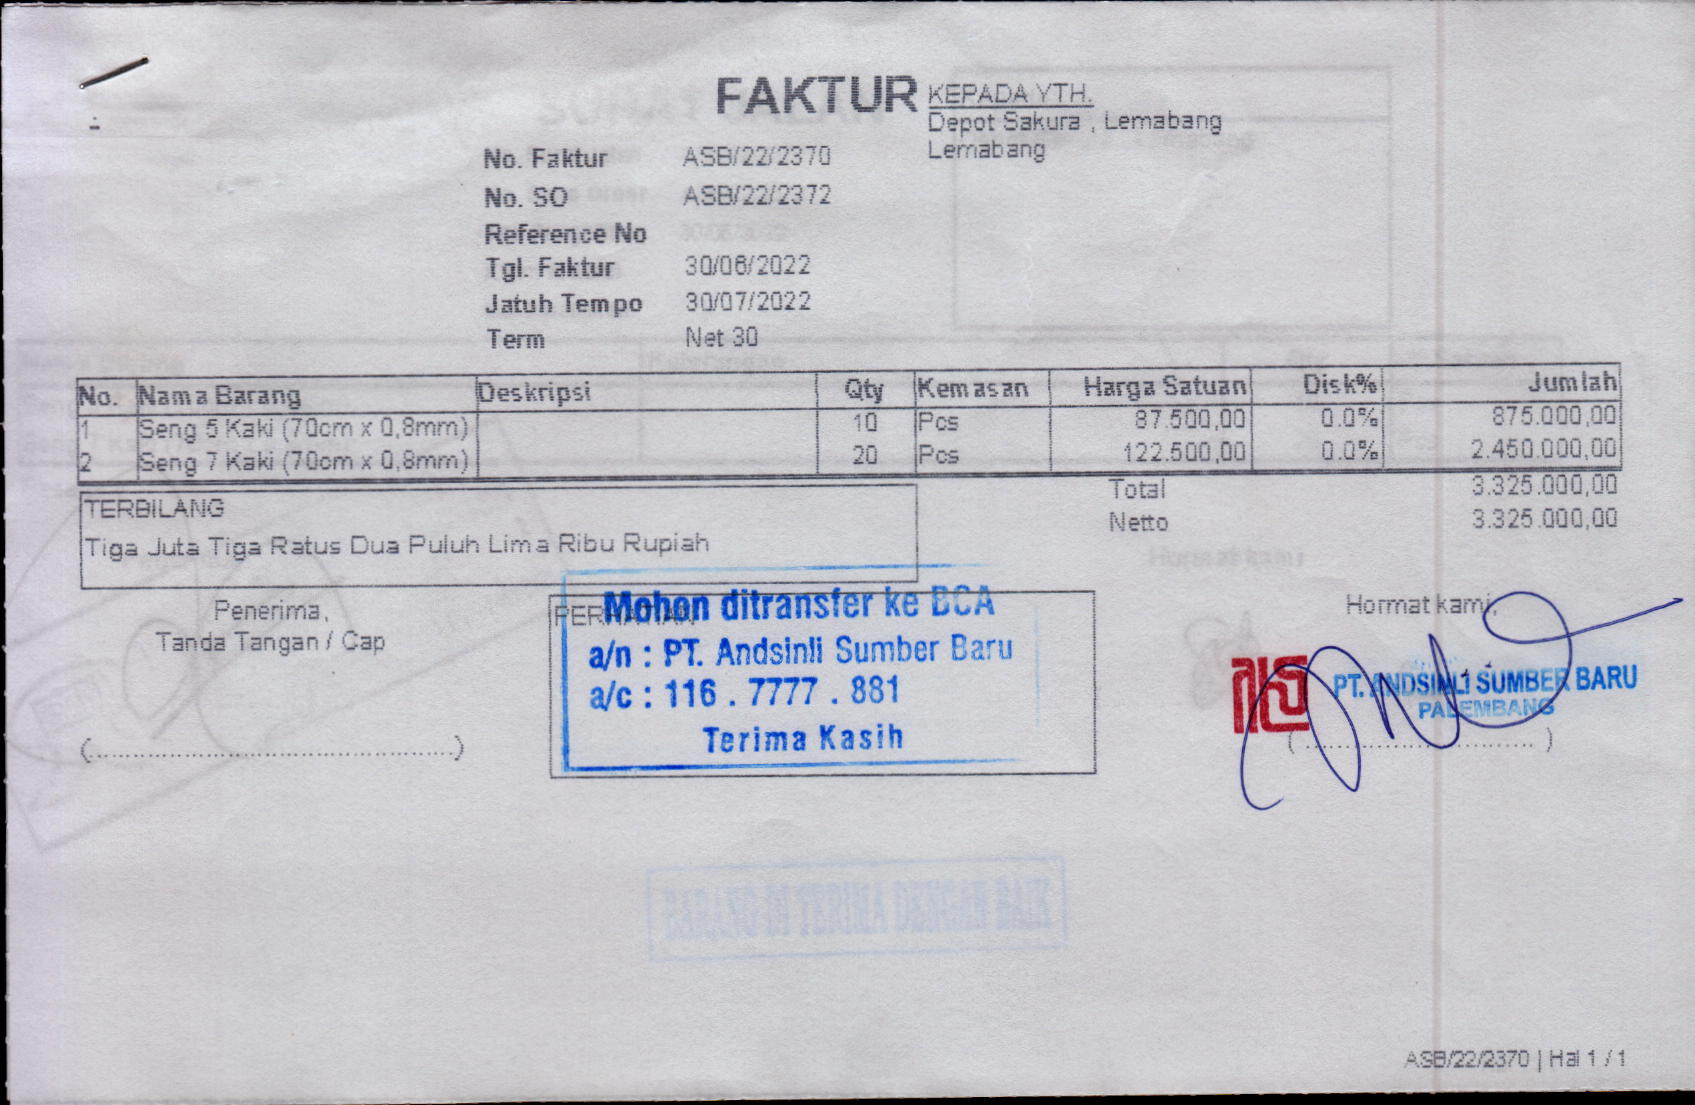 FAKTUR
KEPADA YTH.
Depot Sakura , Lemabang
Lemabang
No. Faktur ASB/22/2370
No. SO ASB/22/2372
Reference No
Tgl. Faktur 30/06/2022
Jatuh Tempo 30/07/2022
Term Net 30
No. Nama Barang Deskripsi Qty Kemasan Harga Satuan Disk% Jumlah
1 Seng 5 Kaki (70cm x 0,8mm) 10 Pcs 87.500,00 0.0% 875.000,00
2 Seng 7 Kaki (70cm x 0,8mm) 20 Pcs 122.500,00 0.0% 2.450.000,00
Total 3.325.000,00
Netto 3.325.000,00
TERBILANG
Tiga Juta Tiga Ratus Dua Puluh Lima Ribu Rupiah
Penerima,
Tanda Tangan / Cap
(................................................)
Mohon ditransfer ke BCA
a/n : PT. Andsinli Sumber Baru
a/c : 116 . 7777 . 881
Terima Kasih
Hormat kami,
PT. ANDSINLI SUMBER BARU
PALEMBANG
( .............................. )
BARANG DI TERIMA DENGAN BAIK
ASB/22/2370 | Hal 1 / 1